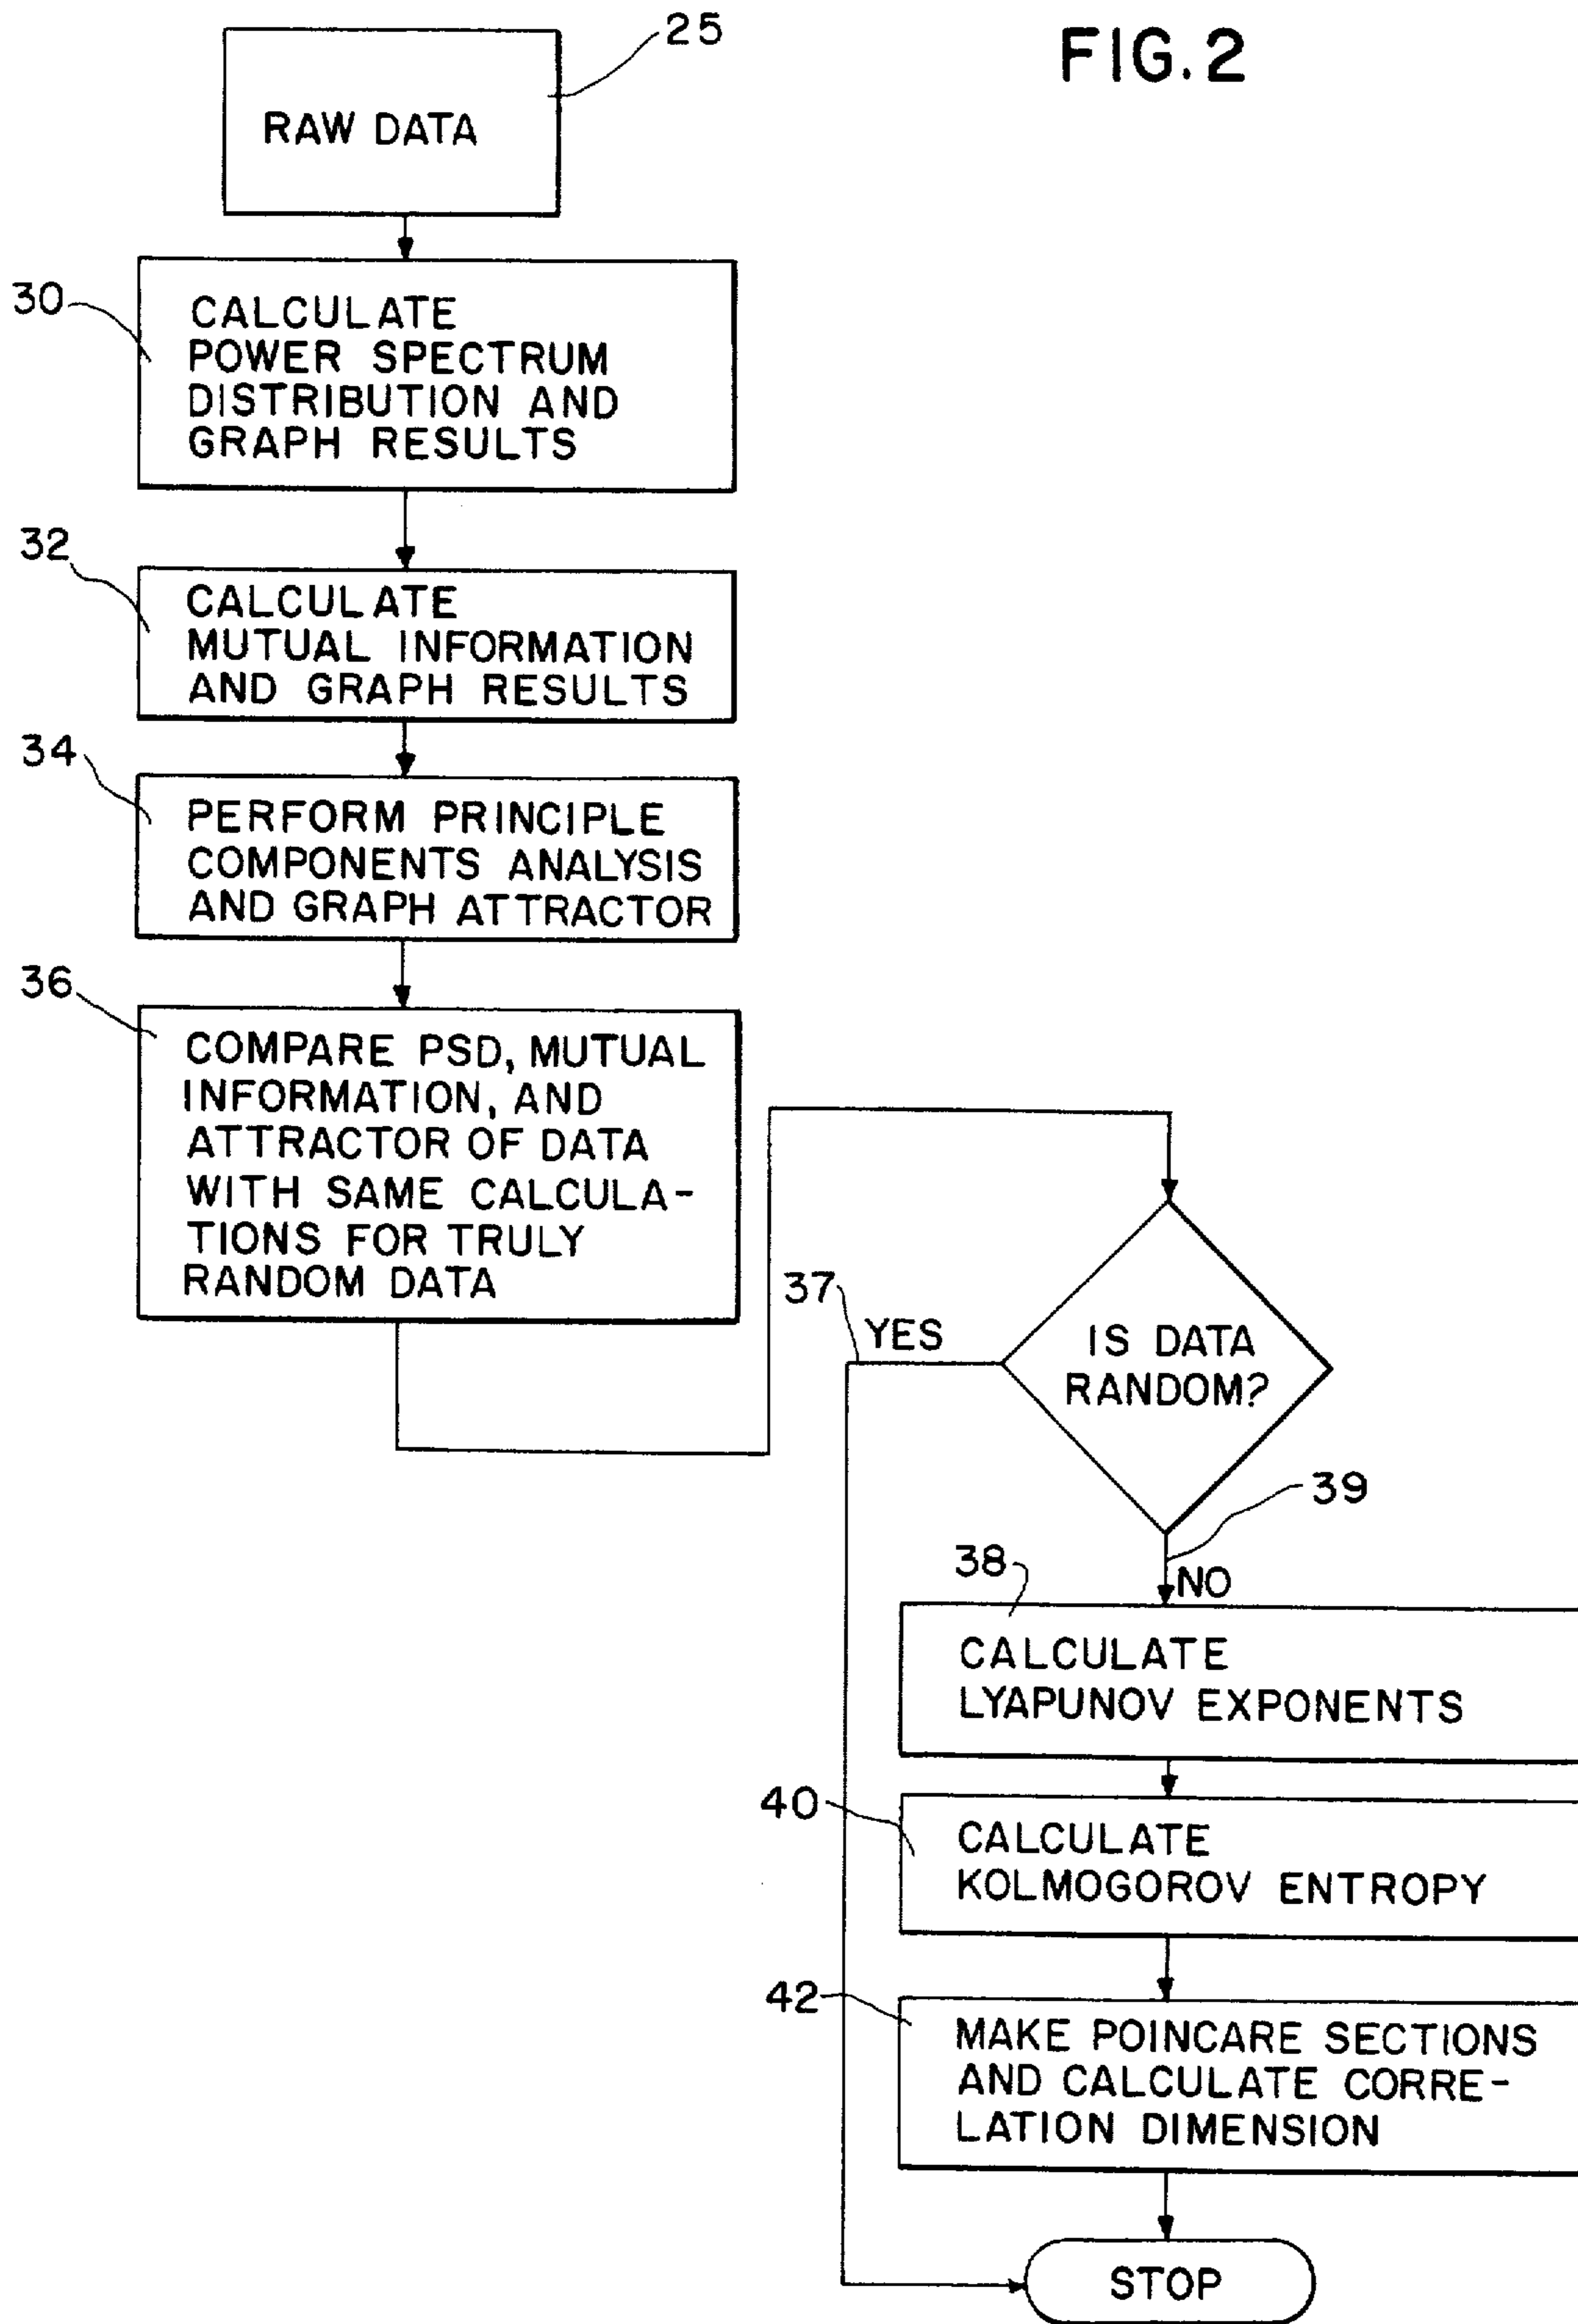 FIG. 2
25
RAW DATA
30
CALCULATE
POWER SPECTRUM
DISTRIBUTION AND
GRAPH RESULTS
32
CALCULATE
MUTUAL INFORMATION
AND GRAPH RESULTS
34
PERFORM PRINCIPLE
COMPONENTS ANALYSIS
AND GRAPH ATTRACTOR
36
COMPARE PSD, MUTUAL
INFORMATION, AND
ATTRACTOR OF DATA
WITH SAME CALCULA-
TIONS FOR TRULY
RANDOM DATA
37
YES
IS DATA
RANDOM?
39
NO
38
CALCULATE
LYAPUNOV EXPONENTS
40
CALCULATE
KOLMOGOROV ENTROPY
42
MAKE POINCARE SECTIONS
AND CALCULATE CORRE-
LATION DIMENSION
STOP